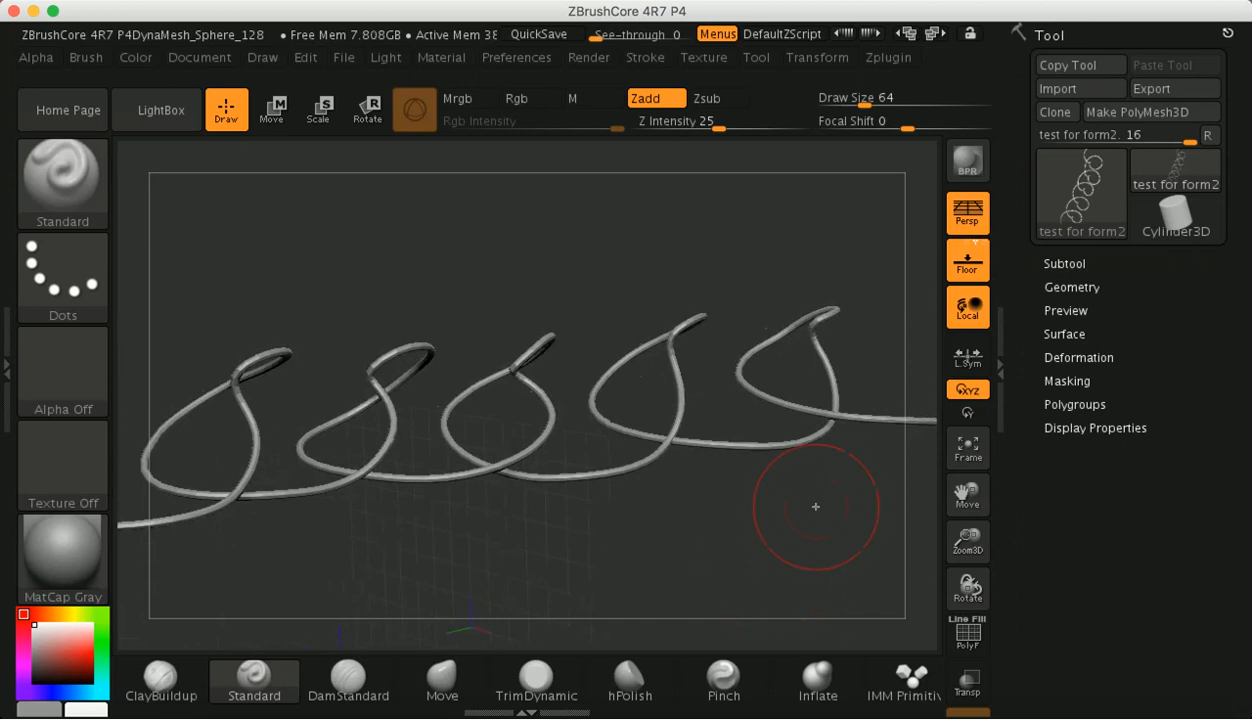 ZBrushCore 4R7 P4
ZBrushCore 4R7 P4DynaMesh_Sphere_128 • Free Mem 7.808GB • Active Mem 38 QuickSave See-through 0 Menus DefaultZScript
Alpha Brush Color Document Draw Edit File Light Material Preferences Render Stroke Texture Tool Transform Zplugin
Home Page LightBox Draw Move Scale Rotate
Mrgb Rgb M Zadd Zsub Draw Size 64
Rgb Intensity Z Intensity 25 Focal Shift 0
Standard
Dots
Alpha Off
Texture Off
MatCap Gray
BPR
Persp
Floor
Local
L.Sym
XYZ
Y
Frame
Move
Zoom3D
Rotate
Line Fill
PolyF
Transp
ClayBuildup Standard DamStandard Move TrimDynamic hPolish Pinch Inflate IMM Primitiv
Tool
Copy Tool Paste Tool
Import Export
Clone Make PolyMesh3D
test for form2. 16 R
test for form2
test for form2 Cylinder3D
Subtool
Geometry
Preview
Surface
Deformation
Masking
Polygroups
Display Properties